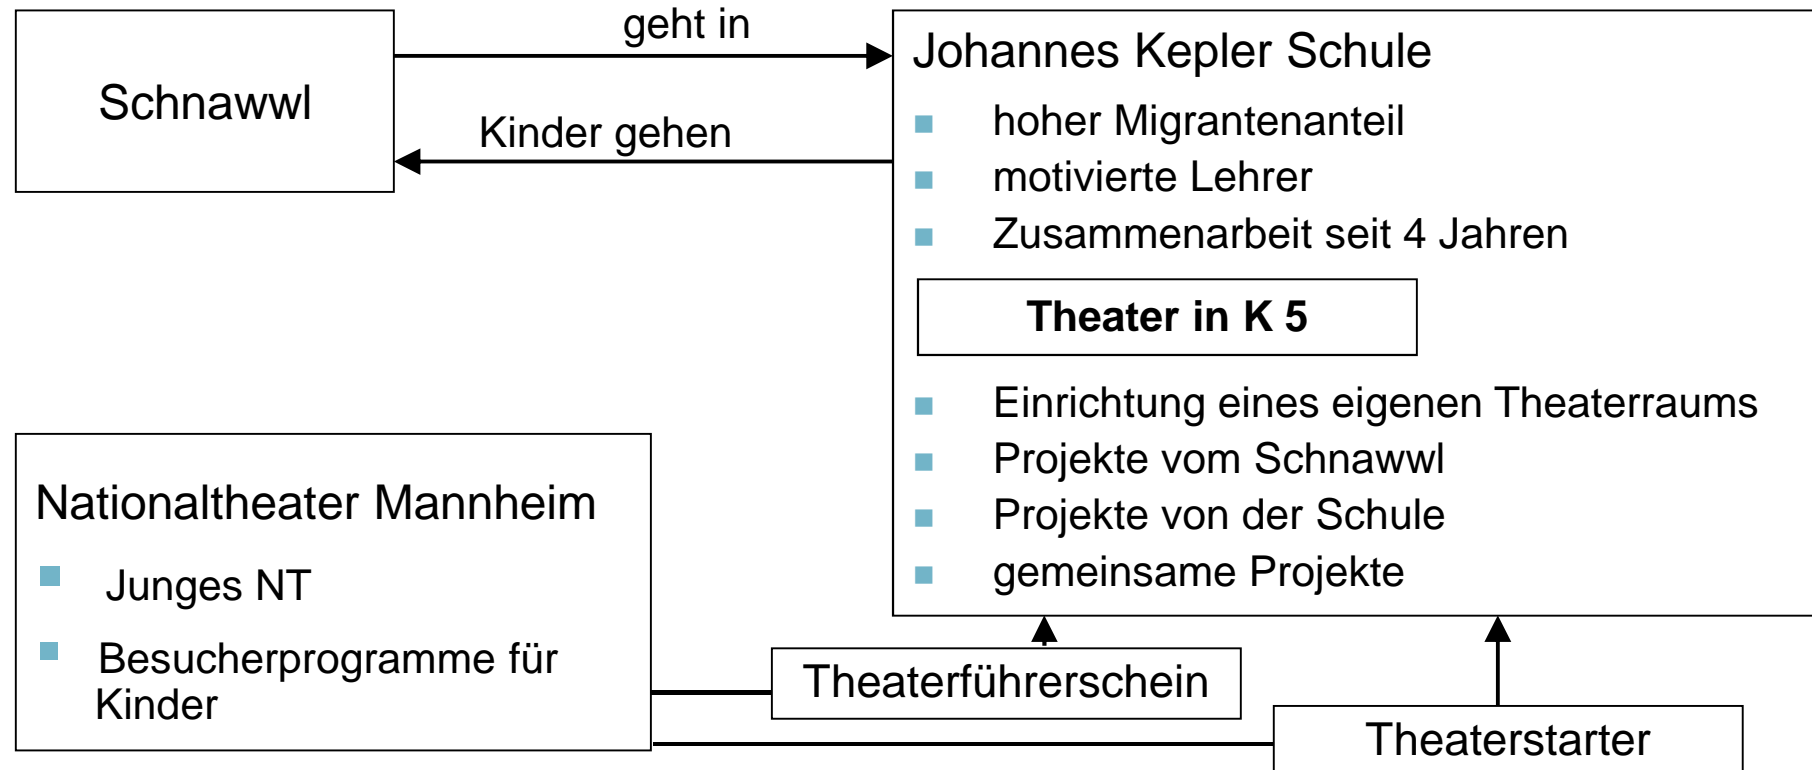 geht in
Schnawwl
Kinder gehen
Johannes Kepler Schule
hoher Migrantenanteil
motivierte Lehrer
Zusammenarbeit seit 4 Jahren
Theater in K 5
Einrichtung eines eigenen Theaterraums
Projekte vom Schnawwl
Projekte von der Schule
gemeinsame Projekte
Nationaltheater Mannheim
Junges NT
Besucherprogramme für
Kinder
Theaterführerschein
Theaterstarter